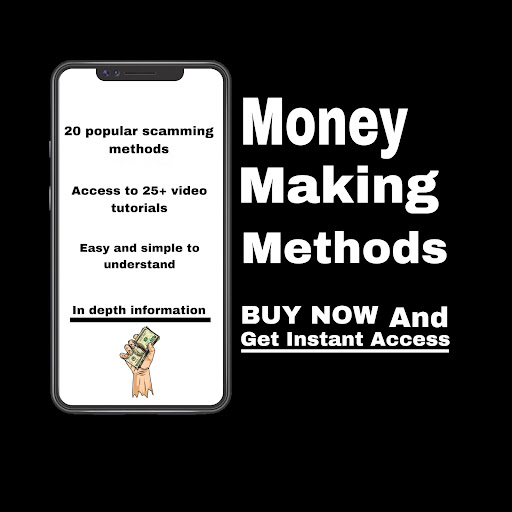 20 popular scamming
methods
Access to 25+ video
tutorials
Easy and simple to
understand
In depth information
Money
Making
Methods
BUY NOW And
Get Instant Access